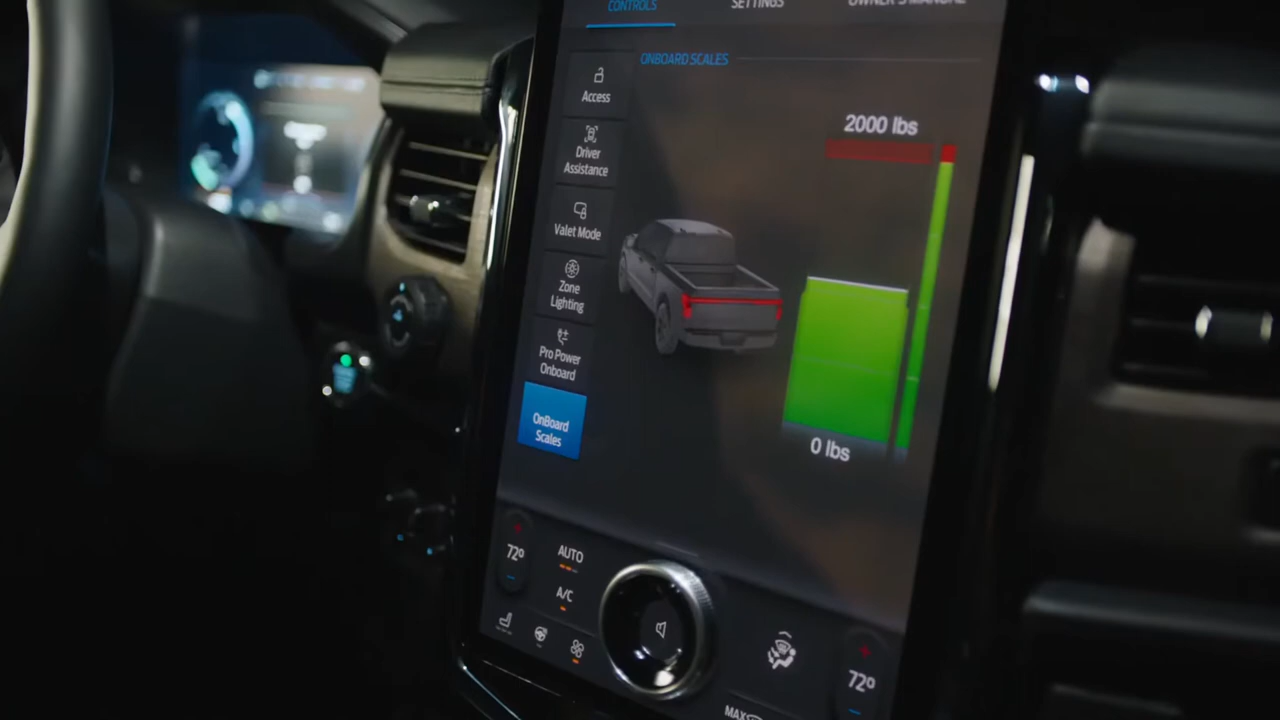 CONTROLS
SETTINGS
OWNER'S MANUAL
ONBOARD SCALES
Access
Driver
Assistance
Valet Mode
Zone
Lighting
Pro Power
Onboard
OnBoard
Scales
2000 lbs
0 lbs
72°
AUTO
A/C
72°
MAX